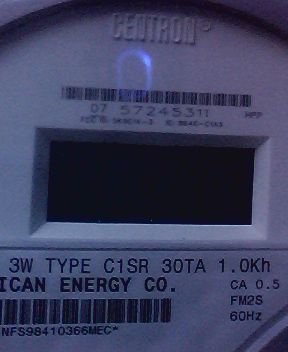 CENTRON®
07 57245311
3W TYPE C1SR 30TA 1.0Kh
ICAN ENERGY CO.
CA 0.5
FM2S
60Hz
NFS98410366MEC*